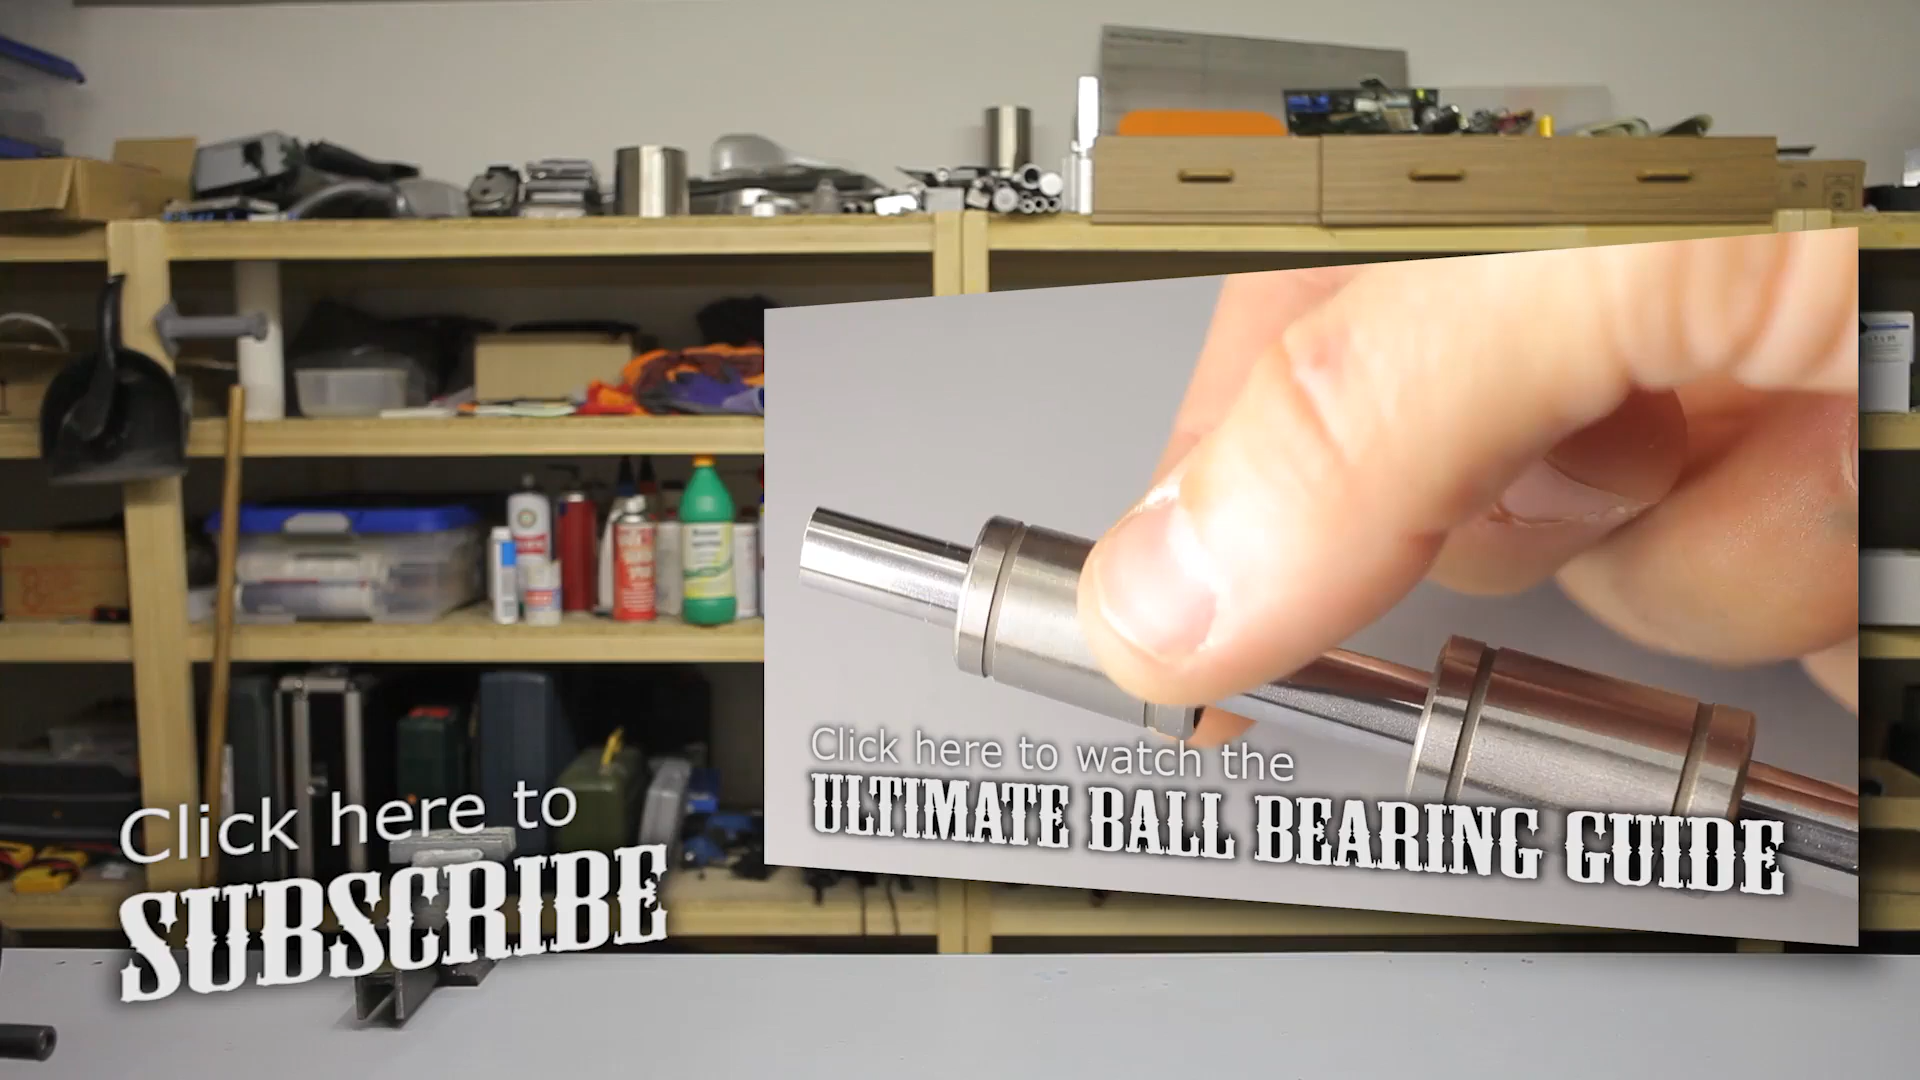 Click here to
SUBSCRIBE
Click here to watch the
ULTIMATE BALL BEARING GUIDE